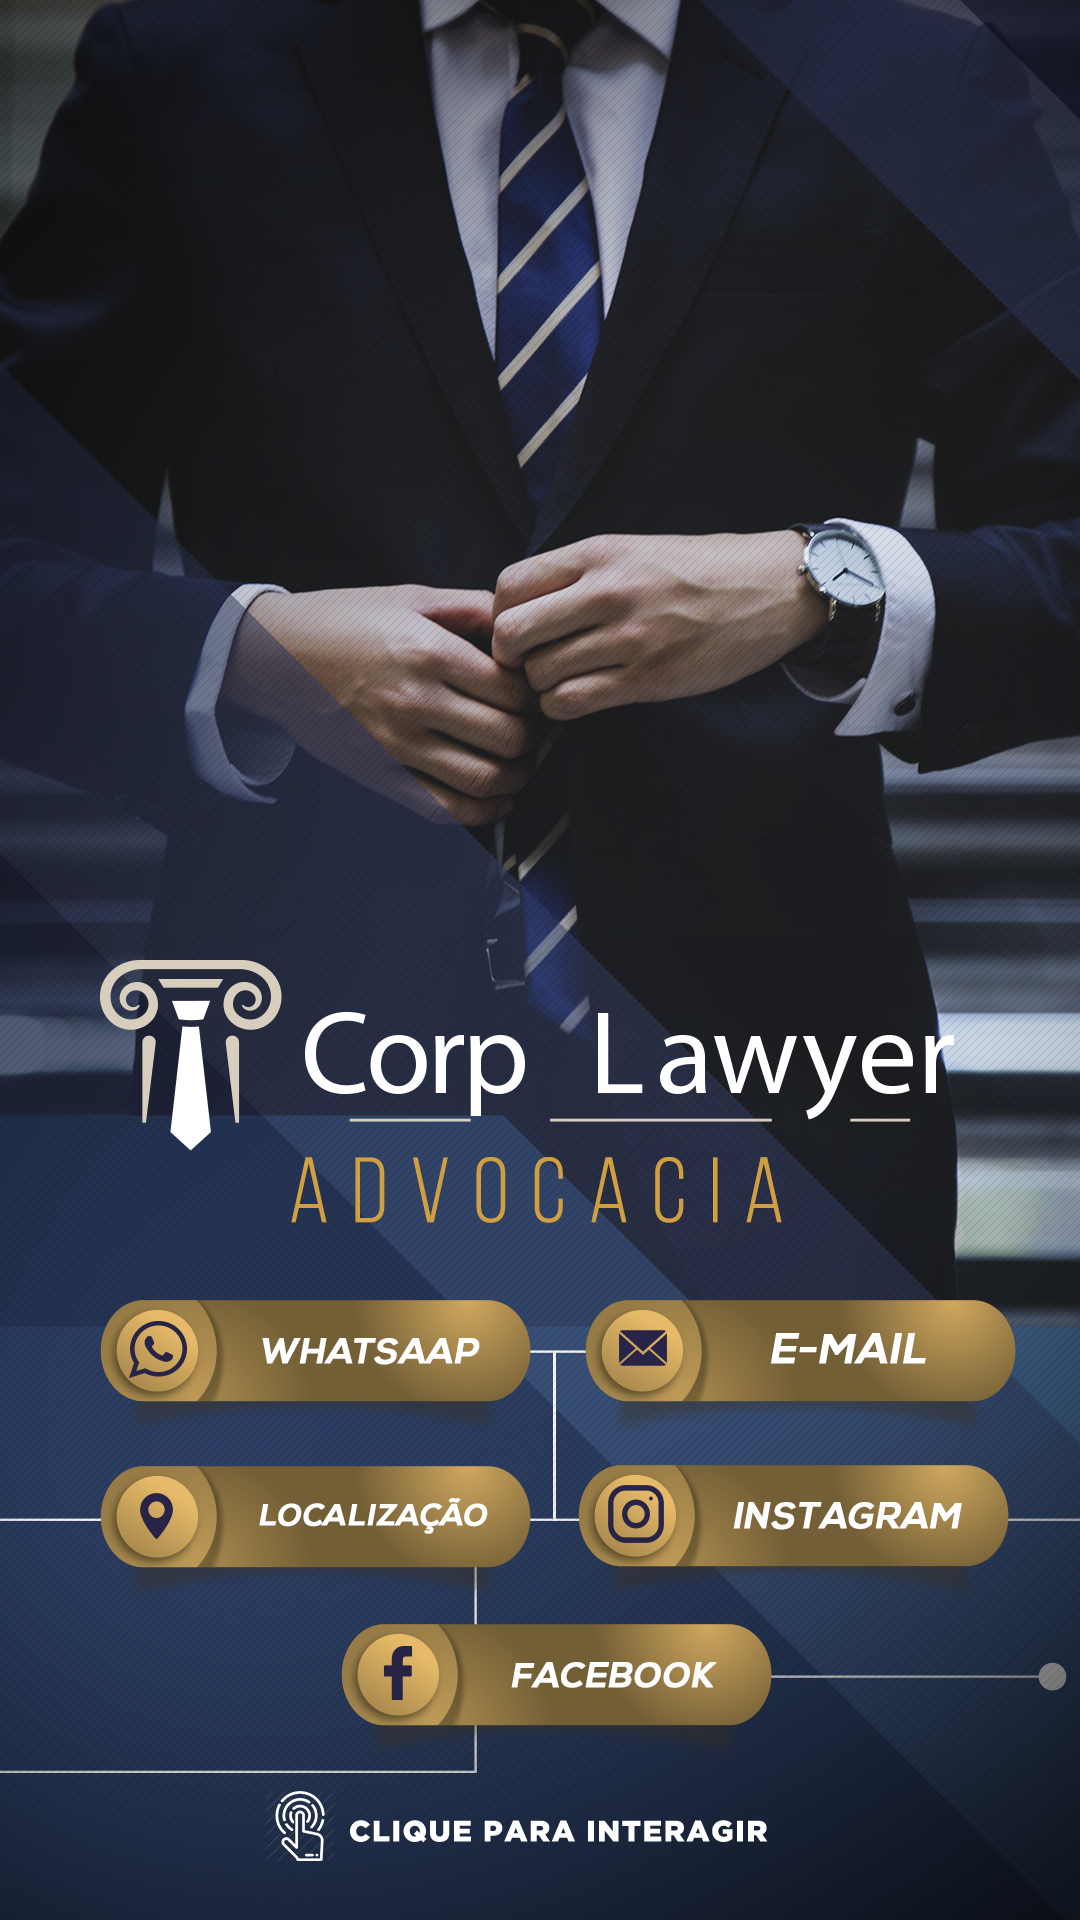 Corp Lawyer
ADVOCACIA
WHATSAAP
E-MAIL
LOCALIZAÇÃO
INSTAGRAM
FACEBOOK
CLIQUE PARA INTERAGIR